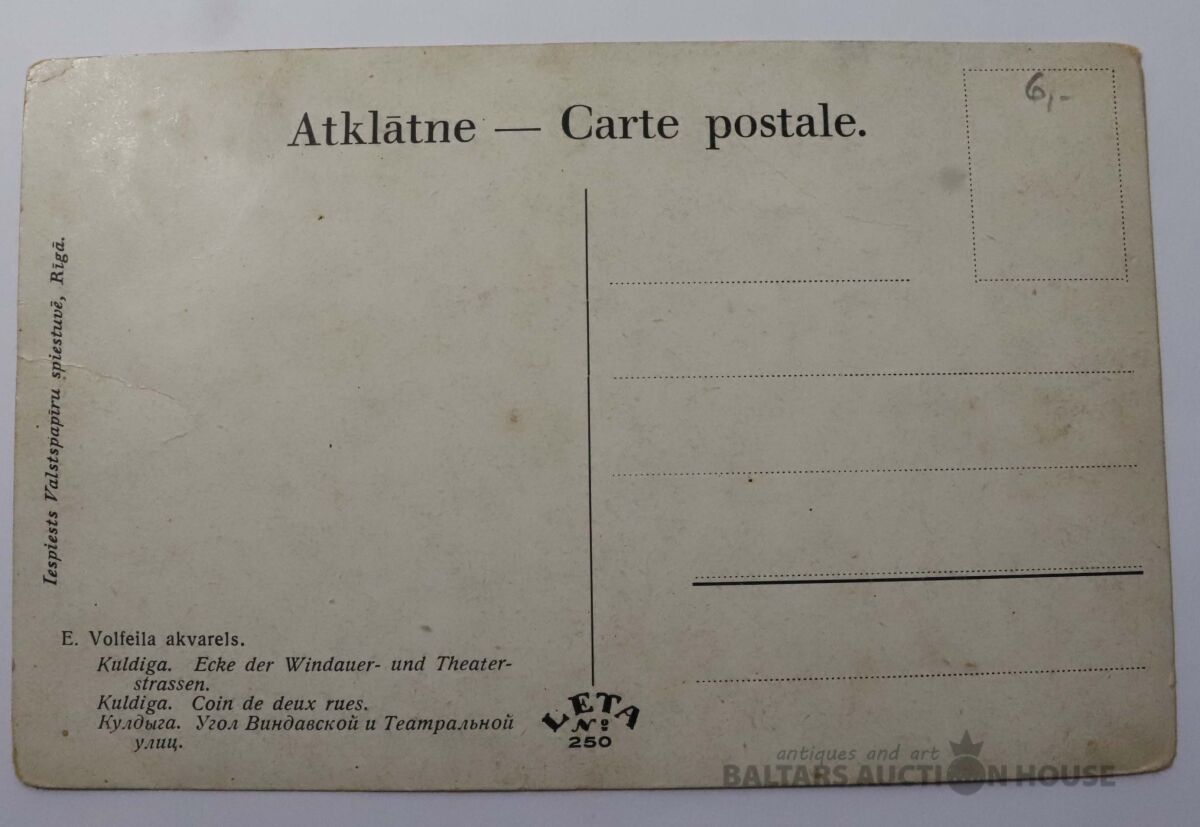 Atklātne — Carte postale.
6,-
Iespiests Valstspapīru spiestuvē, Rīgā.
E. Volfeila akvarels.
Kuldiga. Ecke der Windauer- und Theater-
strassen.
Kuldiga. Coin de deux rues.
Кулдыга. Угол Виндавской и Театральной
улиц.
LETA
№
250
antiques and art
BALTARS AUCTION HOUSE